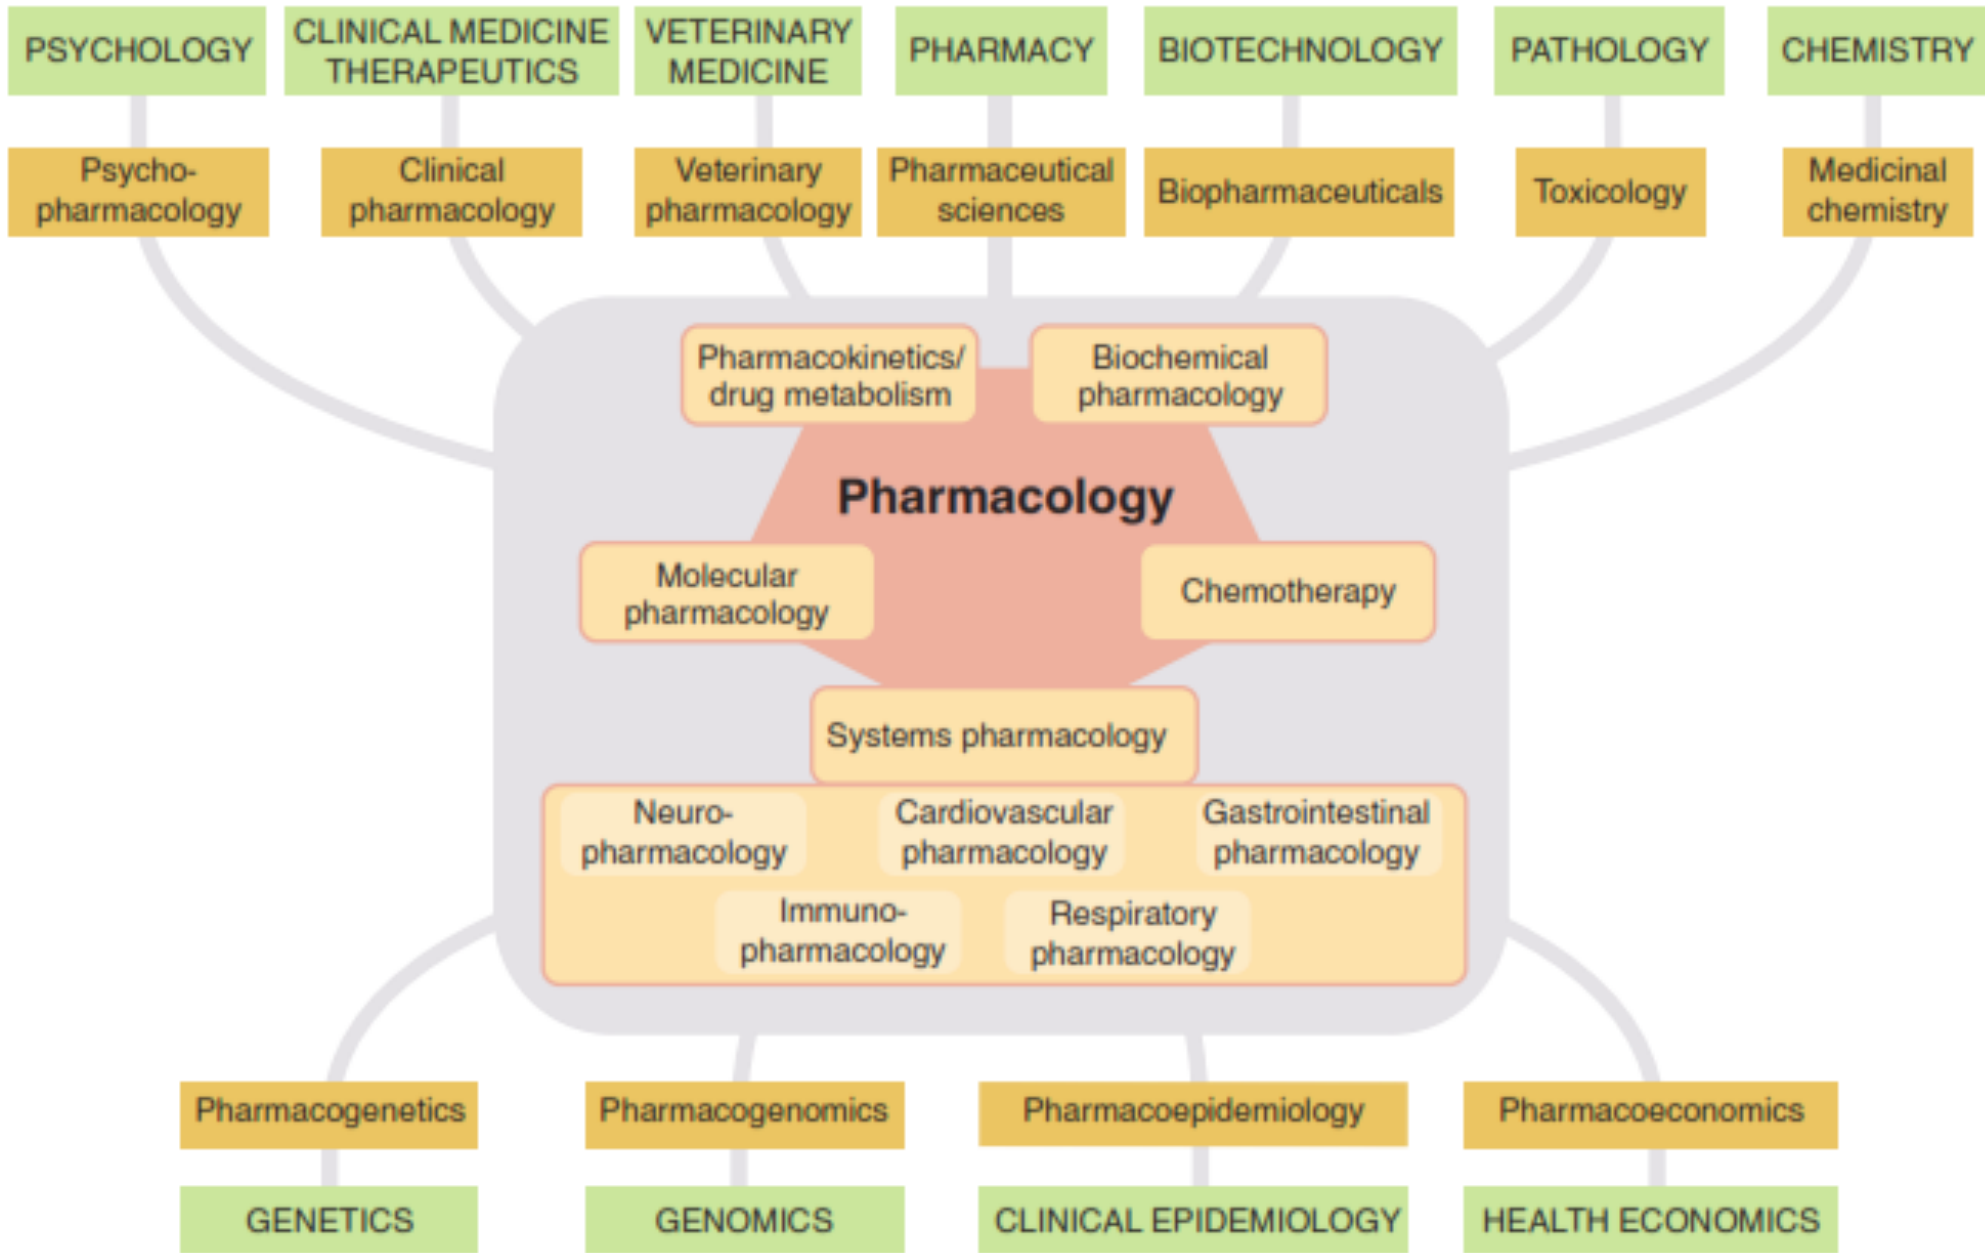 PSYCHOLOGY
CLINICAL MEDICINE
THERAPEUTICS
VETERINARY
MEDICINE
PHARMACY
BIOTECHNOLOGY
PATHOLOGY
CHEMISTRY
Psycho-
pharmacology
Clinical
pharmacology
Veterinary
pharmacology
Pharmaceutical
sciences
Biopharmaceuticals
Toxicology
Medicinal
chemistry
Pharmacokinetics/
drug metabolism
Biochemical
pharmacology
Pharmacology
Molecular
pharmacology
Chemotherapy
Systems pharmacology
Neuro-
pharmacology
Cardiovascular
pharmacology
Gastrointestinal
pharmacology
Immuno-
pharmacology
Respiratory
pharmacology
Pharmacogenetics
Pharmacogenomics
Pharmacoepidemiology
Pharmacoeconomics
GENETICS
GENOMICS
CLINICAL EPIDEMIOLOGY
HEALTH ECONOMICS